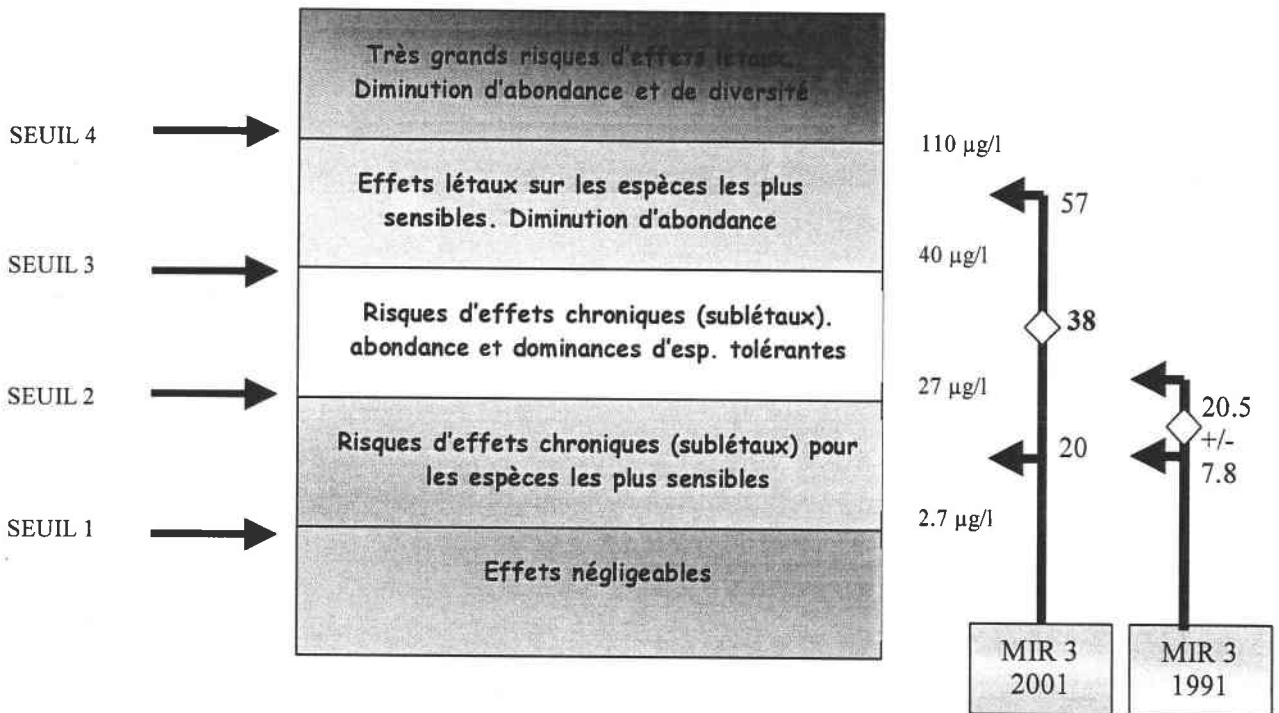 Très grands risques d'effets létaux.
Diminution d'abondance et de diversité
SEUIL 4
110 µg/l
Effets létaux sur les espèces les plus
sensibles. Diminution d'abondance
57
SEUIL 3
40 µg/l
Risques d'effets chroniques (sublétaux).
abondance et dominances d'esp. tolérantes
38
SEUIL 2
27 µg/l
20.5
+/-
7.8
Risques d'effets chroniques (sublétaux) pour
les espèces les plus sensibles
20
SEUIL 1
2.7 µg/l
Effets négligeables
MIR 3
2001
MIR 3
1991